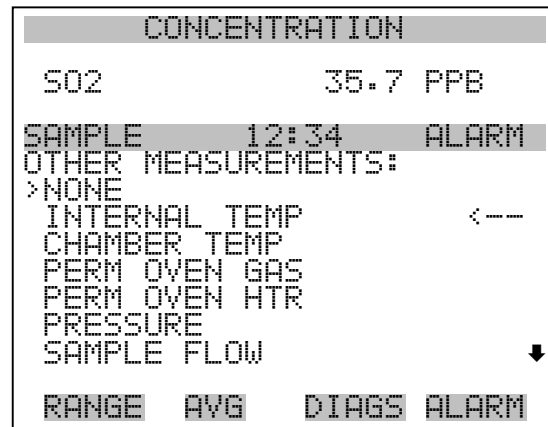 CONCENTRATION
SO2 35.7 PPB
SAMPLE 12:34 ALARM
OTHER MEASUREMENTS:
>NONE
INTERNAL TEMP <--
CHAMBER TEMP
PERM OVEN GAS
PERM OVEN HTR
PRESSURE
SAMPLE FLOW
RANGE AVG DIAGS ALARM